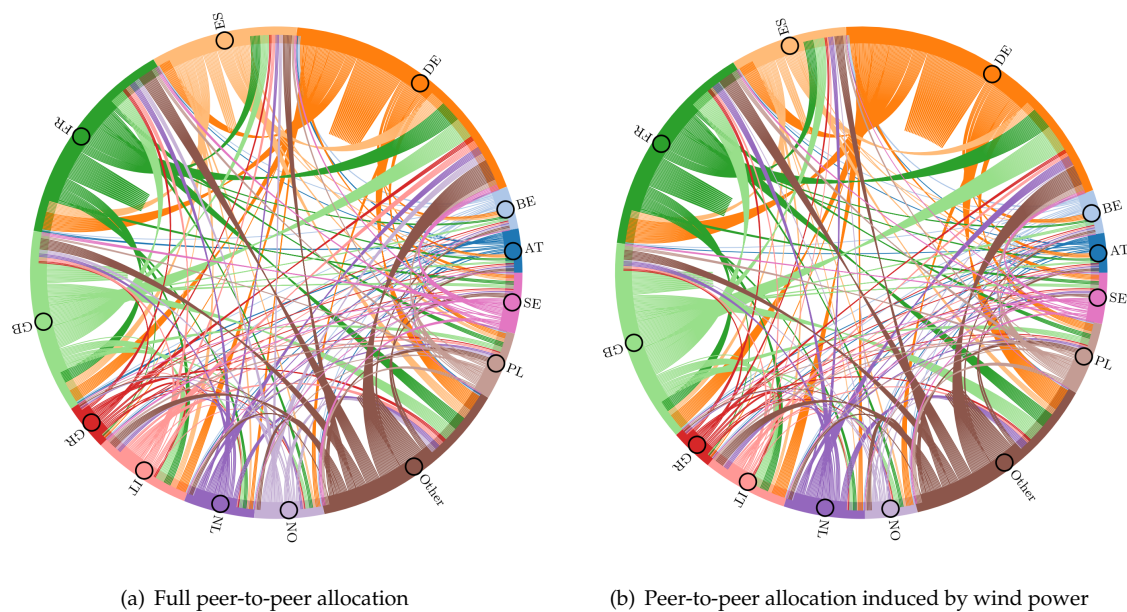 ES
DE
FR
BE
AT
SE
GB
PL
GR
IT
NL
NO
Other
ES
DE
FR
BE
AT
SE
GB
PL
GR
IT
NL
NO
Other
(a) Full peer-to-peer allocation
(b) Peer-to-peer allocation induced by wind power